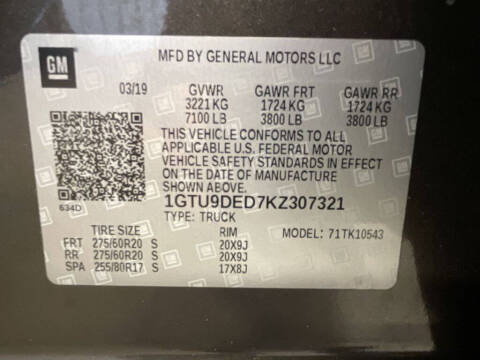 GM
MFD BY GENERAL MOTORS LLC
03/19 GVWR GAWR FRT GAWR RR
3221 KG 1724 KG 1724 KG
7100 LB 3800 LB 3800 LB
THIS VEHICLE CONFORMS TO ALL
APPLICABLE U.S. FEDERAL MOTOR
VEHICLE SAFETY STANDARDS IN EFFECT
ON THE DATE OF MANUFACTURE SHOWN ABOVE.
634D 1GTU9DED7KZ307321
TYPE: TRUCK
TIRE SIZE RIM MODEL: 71TK10543
FRT 275/60R20 S 20X9J
RR 275/60R20 S 20X9J
SPA 255/80R17 S 17X8J